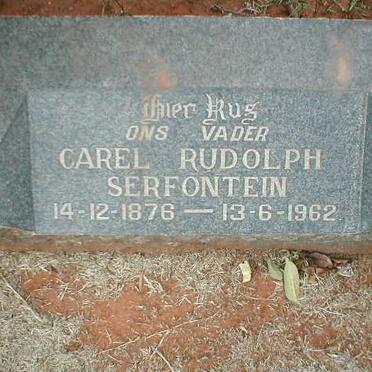 Hier Rus
ONS VADER
CAREL RUDOLPH
SERFONTEIN
14-12-1876 — 13-6-1962.